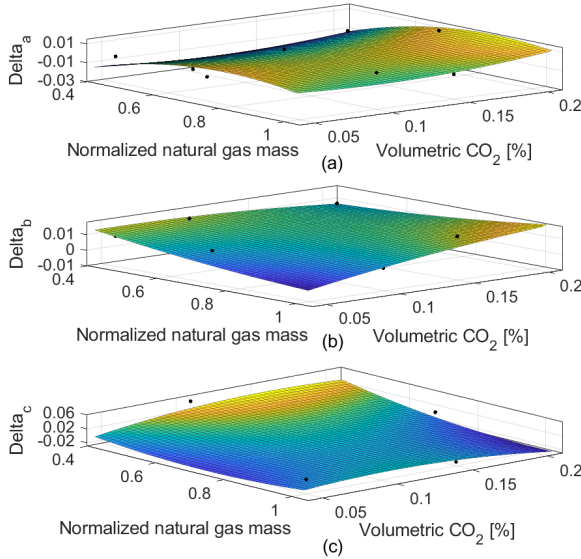 0.01
-0.01
-0.03
Delta_a
0.4
0.6
0.8
1
0.05
0.1
0.15
0.2
Normalized natural gas mass
Volumetric CO₂ [%]
(a)
0.01
0
-0.01
Delta_b
0.4
0.6
0.8
1
0.05
0.1
0.15
0.2
Normalized natural gas mass
Volumetric CO₂ [%]
(b)
0.06
0.02
-0.02
Delta_c
0.4
0.6
0.8
1
0.05
0.1
0.15
0.2
Normalized natural gas mass
Volumetric CO₂ [%]
(c)